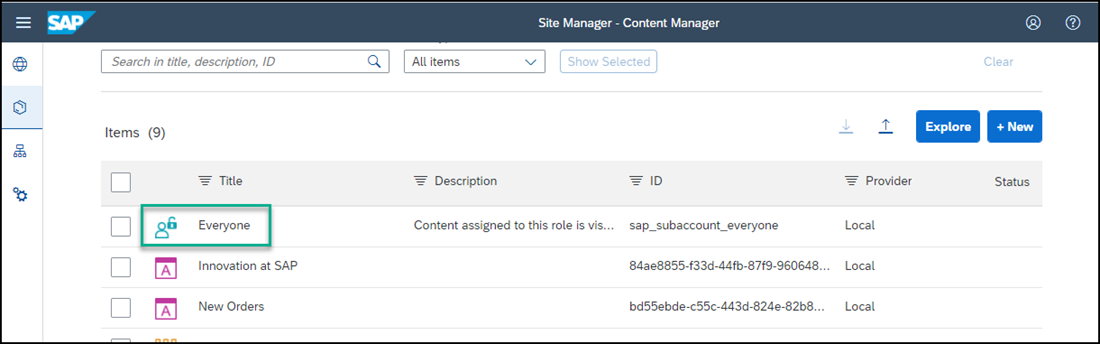 SAP Site Manager - Content Manager
Search in title, description, ID All items Show Selected Clear
Items (9) Explore + New
Title Description ID Provider Status
Everyone Content assigned to this role is vis... sap_subaccount_everyone Local
A Innovation at SAP 84ae8855-f33d-44fb-87f9-960648... Local
A New Orders bd55ebde-c55c-443d-824e-82b8... Local